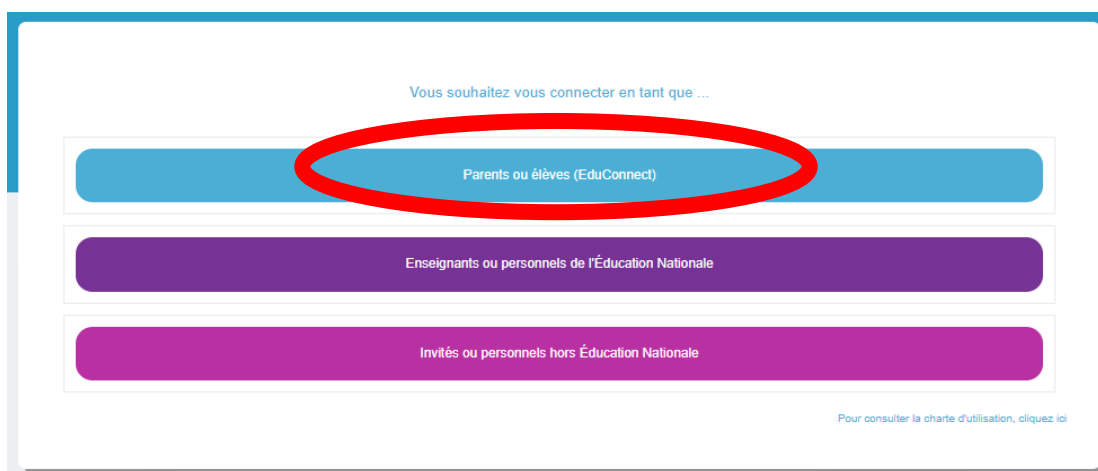 Vous souhaitez vous connecter en tant que ...
Parents ou élèves (EduConnect)
Enseignants ou personnels de l'Éducation Nationale
Invités ou personnels hors Éducation Nationale
Pour consulter la charte d'utilisation, cliquez ici